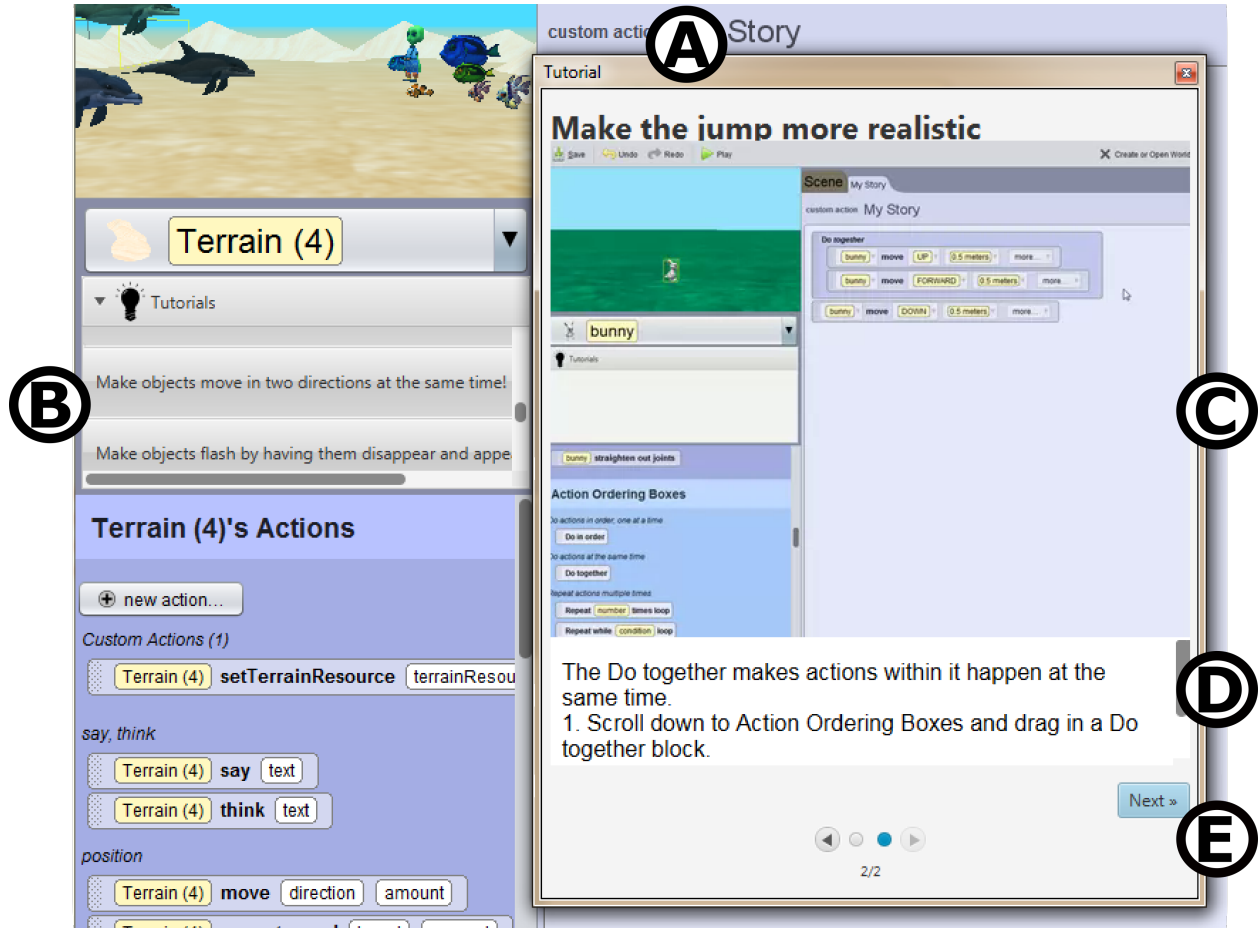 custom actio
A
Story
Tutorial
Make the jump more realistic
Save Undo Redo Play
Create or Open World
Scene My Story
custom action My Story
Do together
bunny move UP 0.5 meters more...
bunny move FORWARD 0.5 meters more...
bunny move DOWN 0.5 meters more...
bunny
Tutorials
bunny straighten out joints
Action Ordering Boxes
Do actions in order, one at a time
Do in order
Do actions at the same time
Do together
Repeat actions multiple times
Repeat number times loop
Repeat while condition loop
The Do together makes actions within it happen at the
same time.
1. Scroll down to Action Ordering Boxes and drag in a Do
together block.
Next »
2/2
Terrain (4)
Tutorials
B
Make objects move in two directions at the same time!
Make objects flash by having them disappear and appe
Terrain (4)'s Actions
new action...
Custom Actions (1)
Terrain (4) setTerrainResource terrainResou
say, think
Terrain (4) say text
Terrain (4) think text
position
Terrain (4) move direction amount
C
D
E